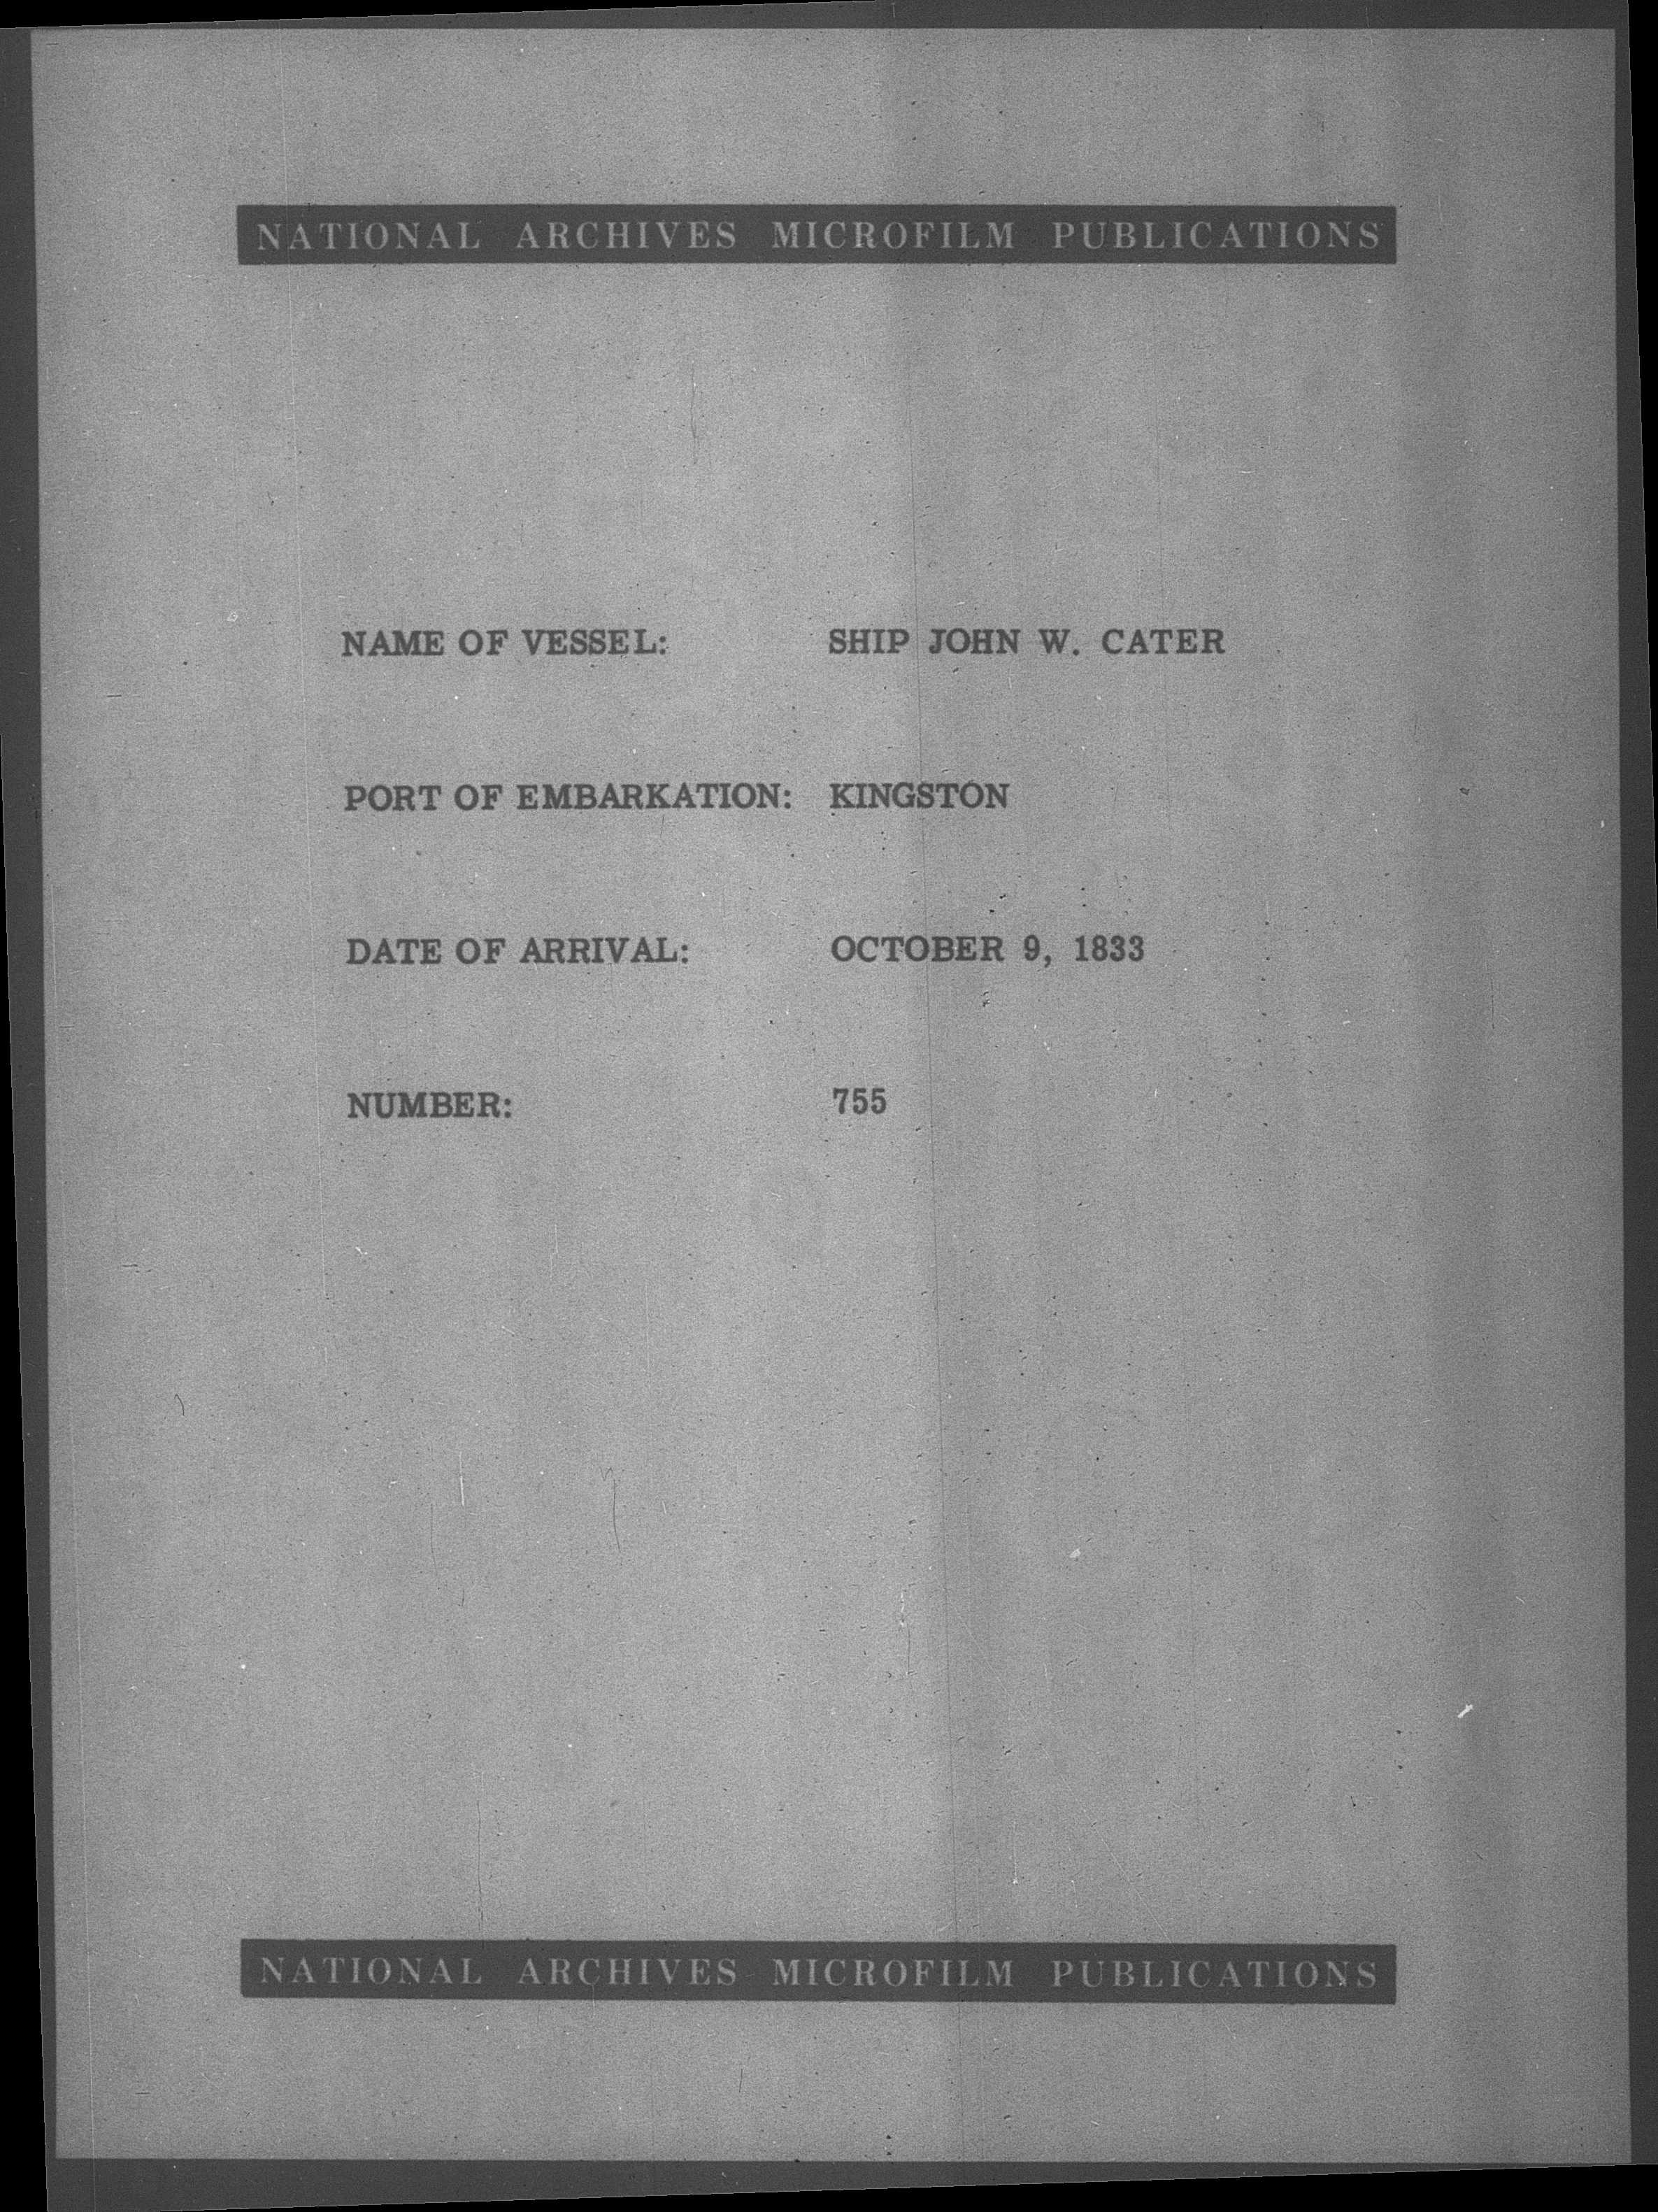 NATIONAL ARCHIVES MICROFILM PUBLICATIONS
NAME OF VESSEL: SHIP JOHN W. CATER
PORT OF EMBARKATION: KINGSTON
DATE OF ARRIVAL: OCTOBER 9, 1833
NUMBER: 755
NATIONAL ARCHIVES MICROFILM PUBLICATIONS